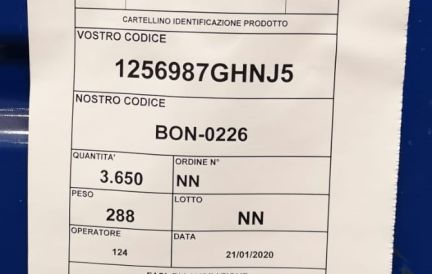 CARTELLINO IDENTIFICAZIONE PRODOTTO
VOSTRO CODICE
1256987GHNJ5
NOSTRO CODICE
BON-0226
QUANTITA' ORDINE N°
3.650 NN
PESO LOTTO
288 NN
OPERATORE DATA
124 21/01/2020